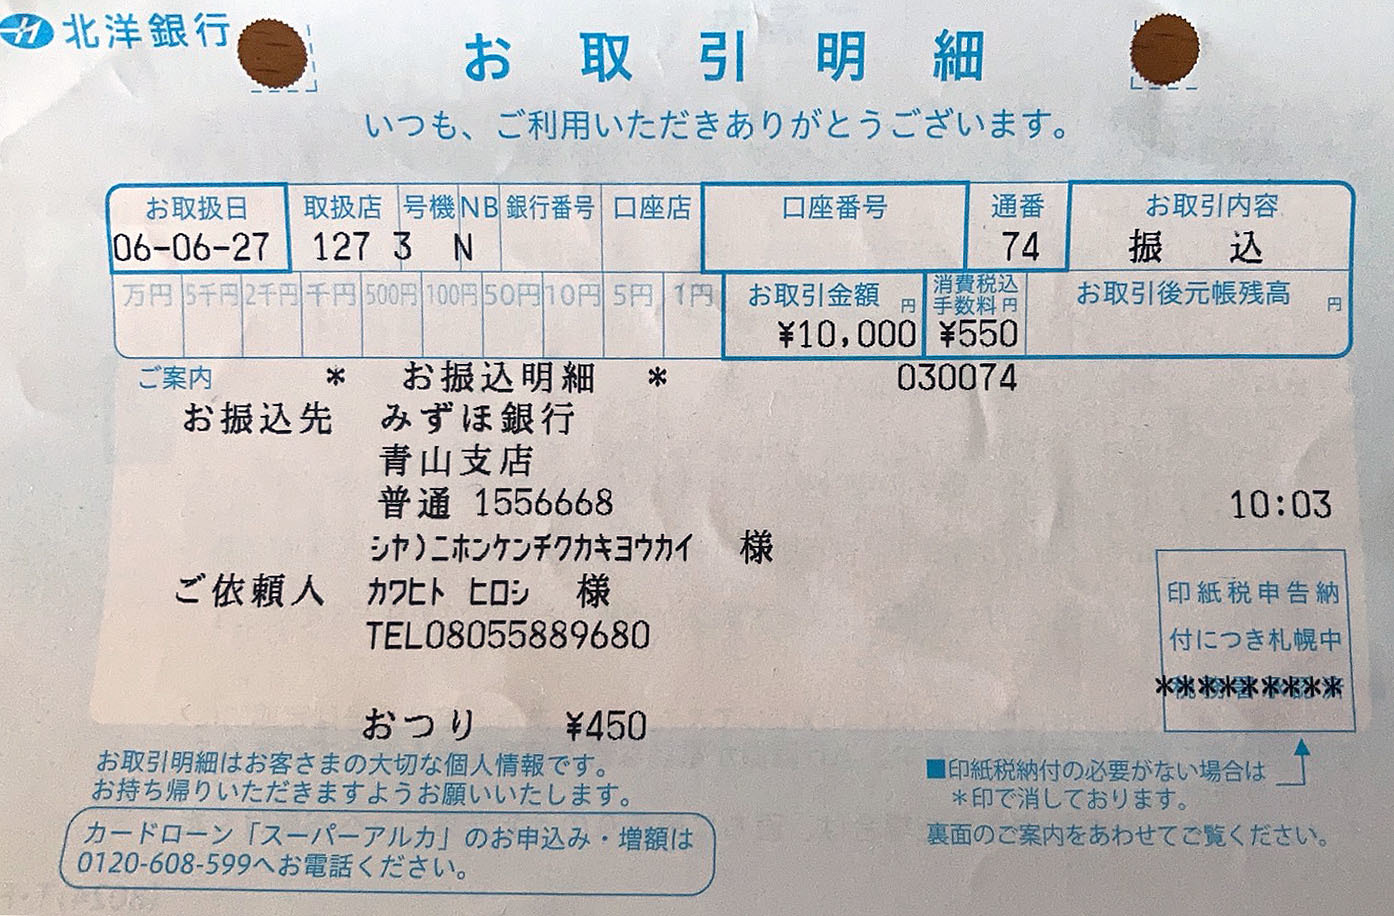 北洋銀行
お取引明細
いつも、ご利用いただきありがとうございます。
お取扱日 取扱店 号機 NB 銀行番号 口座店 口座番号 通番 お取引内容
06-06-27 127 3 N 74 振込
万円 5千円 2千円 千円 500円 100円 50円 10円 5円 1円 お取引金額 円 消費税込手数料円 お取引後元帳残高 円
¥10,000 ¥550
ご案内 * お振込明細 * 030074
お振込先 みずほ銀行
青山支店
普通 1556668
10:03
シヤ)ニホンケンチクカキヨウカイ 様
ご依頼人 カワヒト ヒロシ 様
TEL08055889680
印紙税申告納
付につき札幌中
*********
おつり ¥450
お取引明細はお客さまの大切な個人情報です。
お持ち帰りいただきますようお願いいたします。
カードローン「スーパーアルカ」のお申込み・増額は
0120-608-599へお電話ください。
■印紙税納付の必要がない場合は
＊印で消しております。
裏面のご案内をあわせてご覧ください。